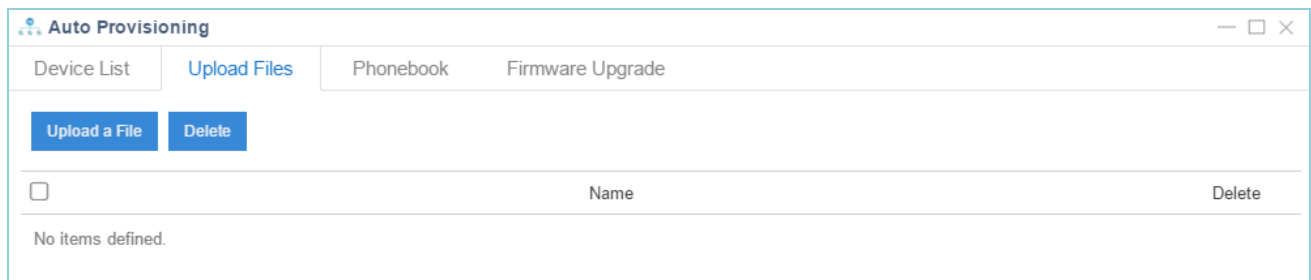 Auto Provisioning
Device List Upload Files Phonebook Firmware Upgrade
Upload a File Delete
Name Delete
No items defined.